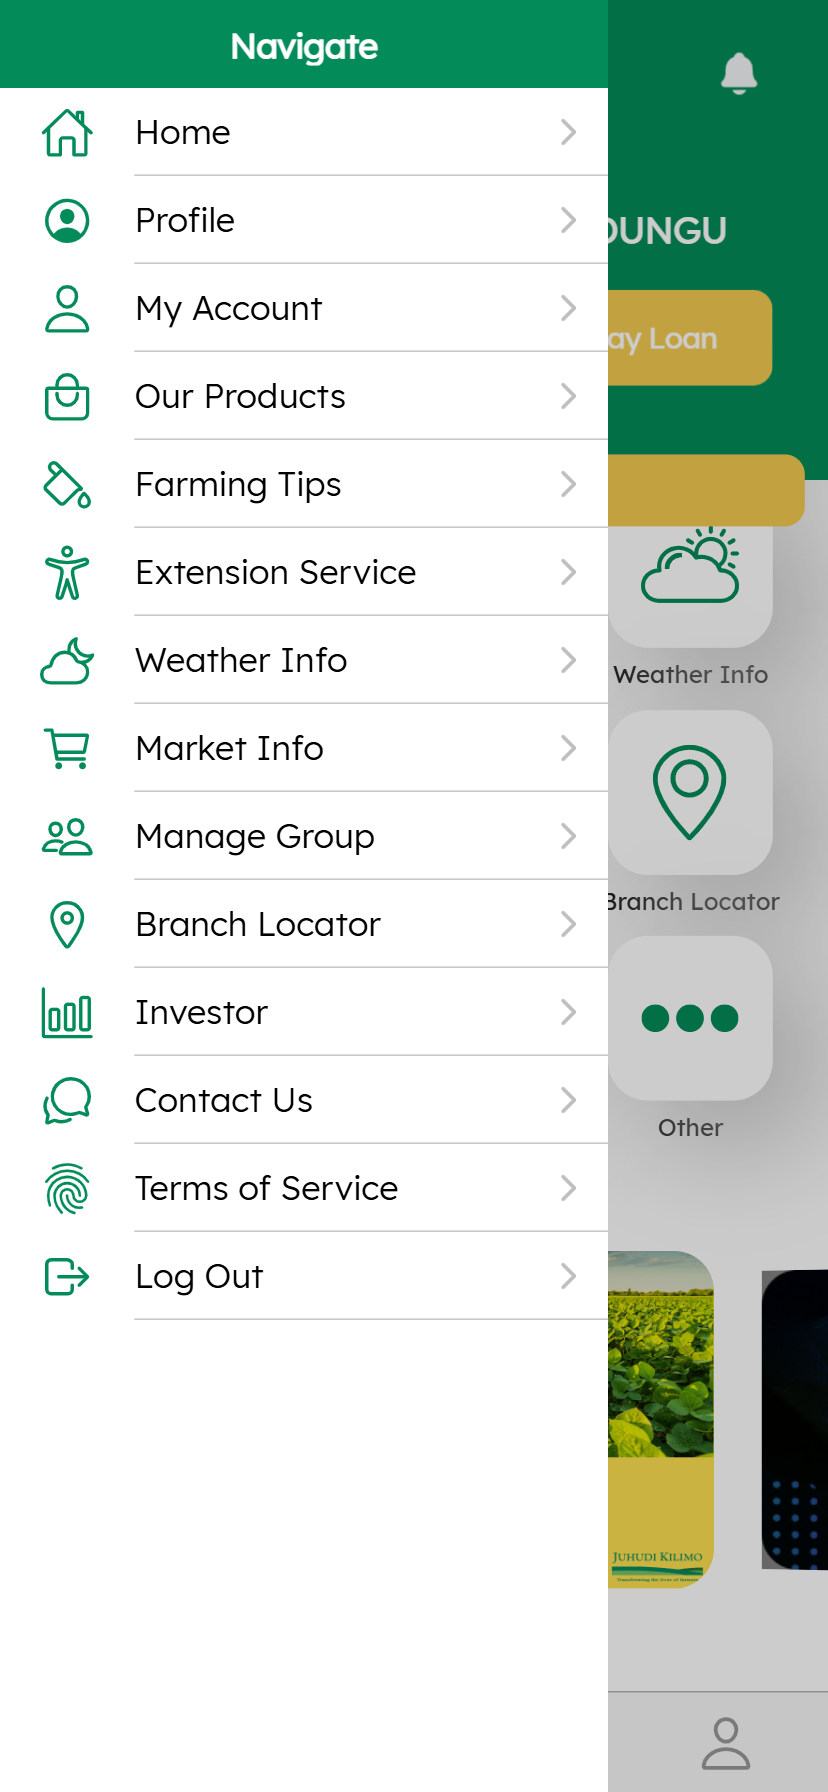 Navigate
Home
Profile
My Account
Our Products
Farming Tips
Extension Service
Weather Info
Market Info
Manage Group
Branch Locator
Investor
Contact Us
Terms of Service
Log Out
DUNGU
ay Loan
Weather Info
Branch Locator
Other
JUHUDI KILIMO